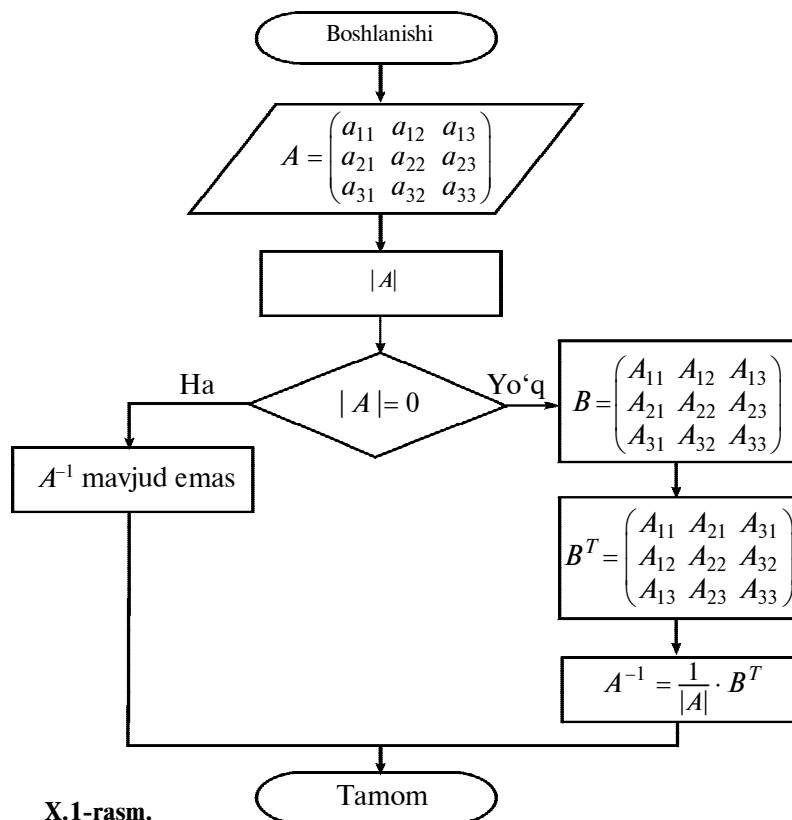 Boshlanishi
A = ( a₁₁ a₁₂ a₁₃
a₂₁ a₂₂ a₂₃
a₃₁ a₃₂ a₃₃ )
|A|
Ha
| A |= 0
Yo‘q
B = ( A₁₁ A₁₂ A₁₃
A₂₁ A₂₂ A₂₃
A₃₁ A₃₂ A₃₃ )
A⁻¹ mavjud emas
Bᵀ = ( A₁₁ A₂₁ A₃₁
A₁₂ A₂₂ A₃₂
A₁₃ A₂₃ A₃₃ )
A⁻¹ = 1/|A| · Bᵀ
Tamom
X.1-rasm.